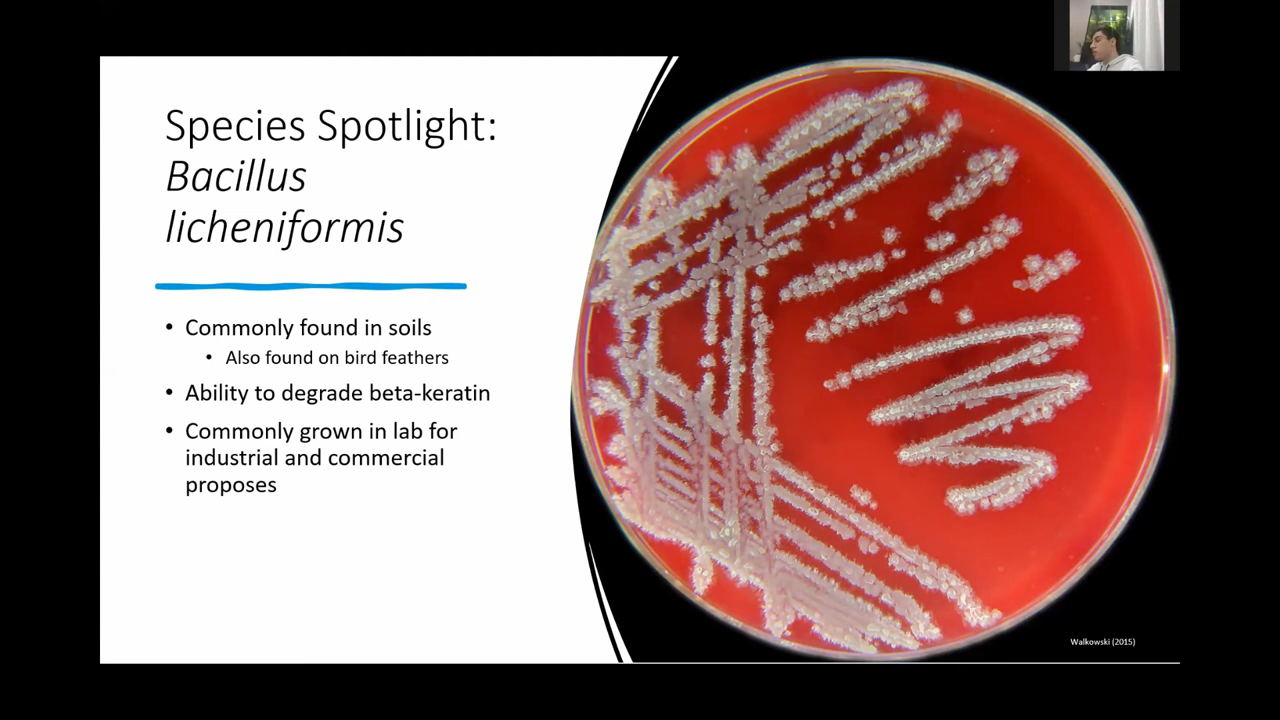 Species Spotlight:
Bacillus
licheniformis
• Commonly found in soils
• Also found on bird feathers
• Ability to degrade beta-keratin
• Commonly grown in lab for
industrial and commercial
proposes
Walkowski (2015)